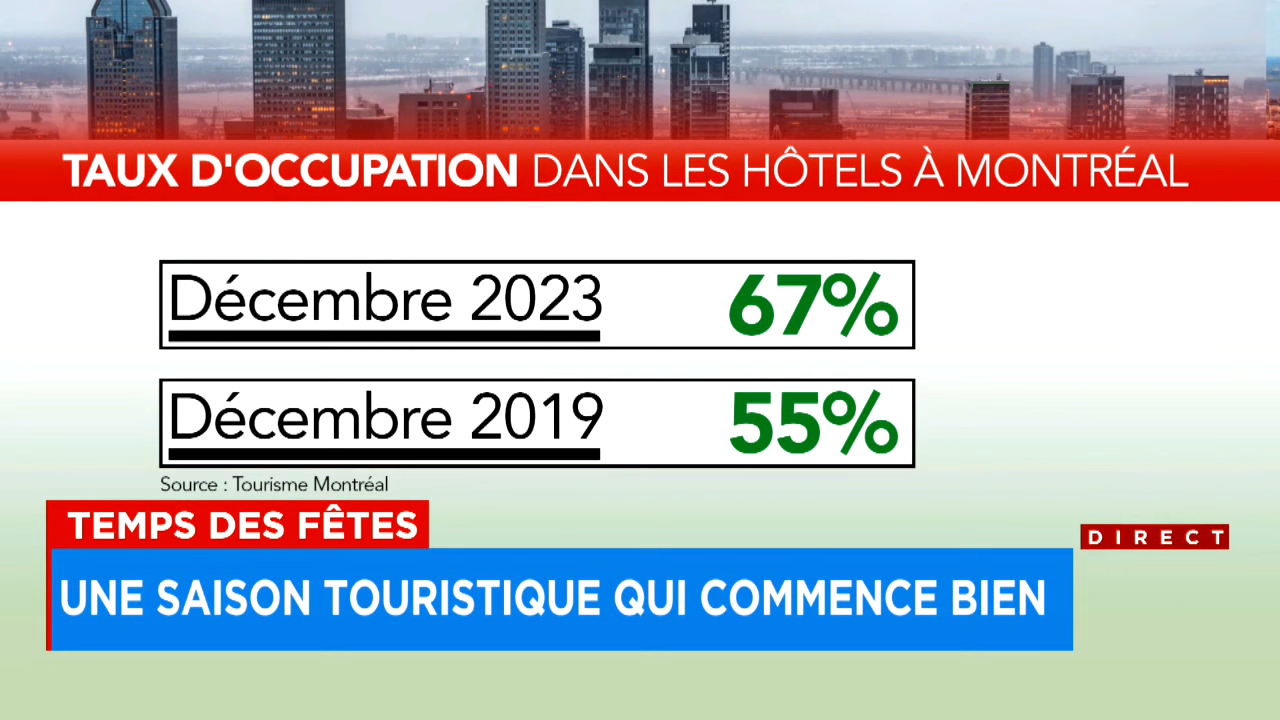 TAUX D'OCCUPATION DANS LES HÔTELS À MONTRÉAL
Décembre 2023 67%
Décembre 2019 55%
Source : Tourisme Montréal
TEMPS DES FÊTES
DIRECT
UNE SAISON TOURISTIQUE QUI COMMENCE BIEN